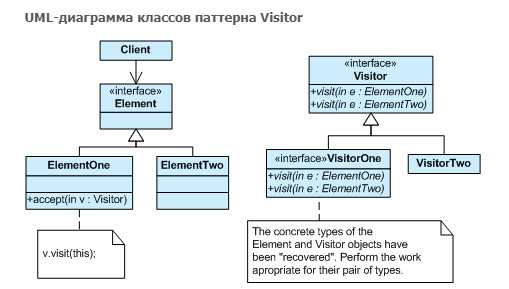 UML-диаграмма классов паттерна Visitor
Client
«interface»
Element
ElementOne
+accept(in v : Visitor)
ElementTwo
v.visit(this);
«interface»
Visitor
+visit(in e : ElementOne)
+visit(in e : ElementTwo)
«interface»VisitorOne
+visit(in e : ElementOne)
+visit(in e : ElementTwo)
VisitorTwo
The concrete types of the
Element and Visitor objects have
been "recovered". Perform the work
apropriate for their pair of types.